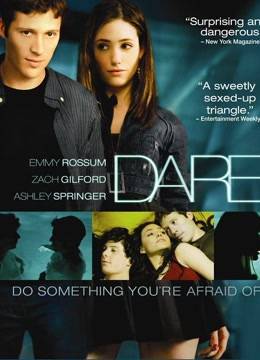 "Surprising an
dangerous
– New York Magazine
"A sweetly
sexed-up
triangle."
– Entertainment Weekly
EMMY ROSSUM
ZACH GILFORD
ASHLEY SPRINGER
DARE
DO SOMETHING YOU'RE AFRAID OF